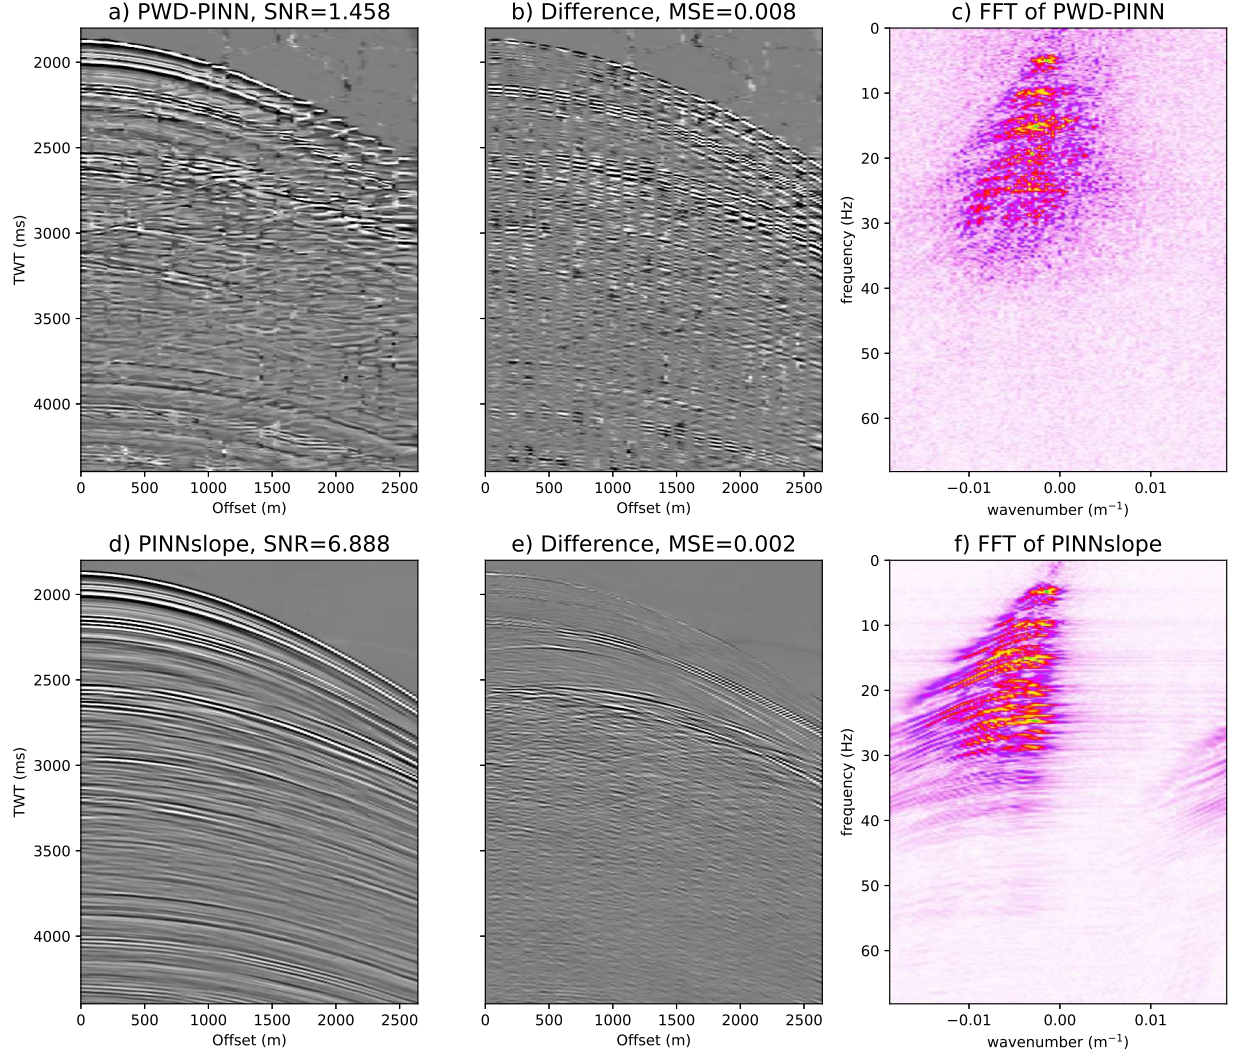 a) PWD-PINN, SNR=1.458
b) Difference, MSE=0.008
c) FFT of PWD-PINN
TWT (ms)
2000
2500
3000
3500
4000
0 500 1000 1500 2000 2500
Offset (m)
0 500 1000 1500 2000 2500
Offset (m)
frequency (Hz)
0
10
20
30
40
50
60
−0.01 0.00 0.01
wavenumber (m⁻¹)
d) PINNslope, SNR=6.888
e) Difference, MSE=0.002
f) FFT of PINNslope
TWT (ms)
2000
2500
3000
3500
4000
0 500 1000 1500 2000 2500
Offset (m)
0 500 1000 1500 2000 2500
Offset (m)
frequency (Hz)
0
10
20
30
40
50
60
−0.01 0.00 0.01
wavenumber (m⁻¹)